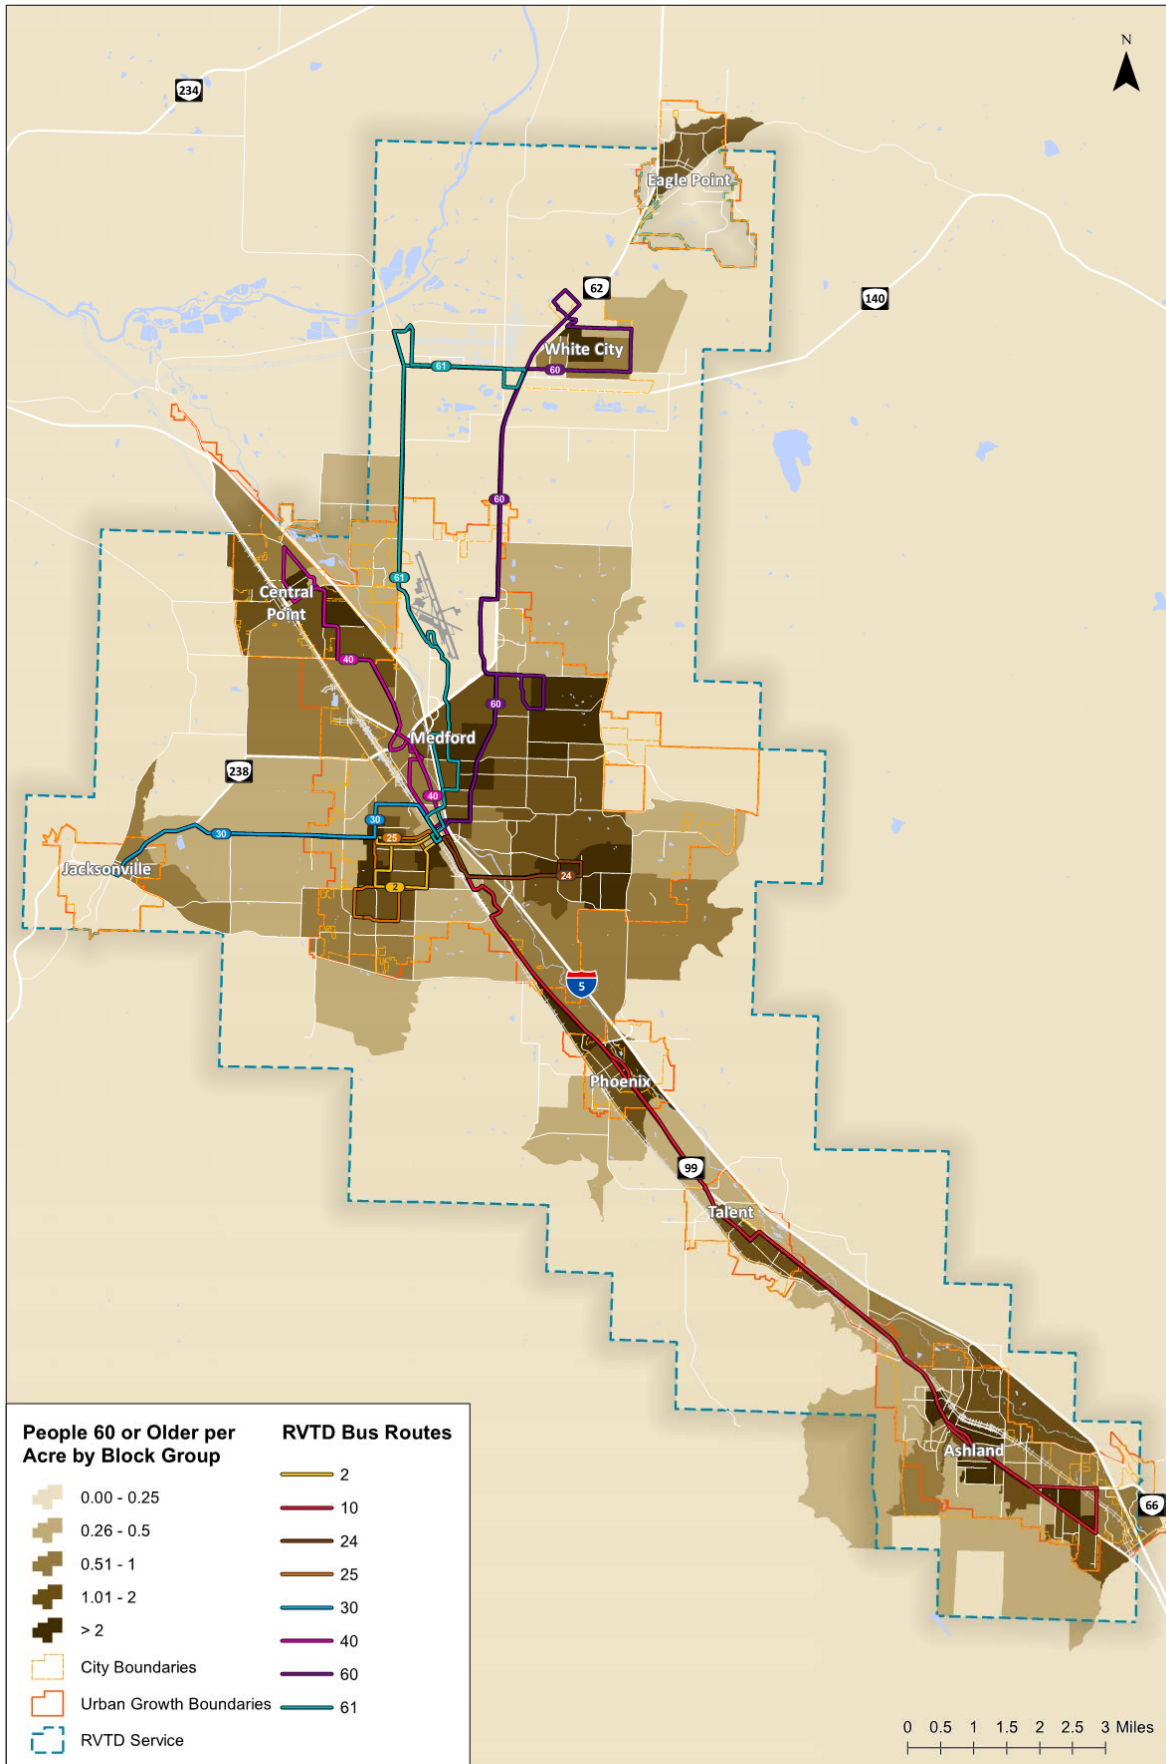 N
234
Eagle Point
62
140
White City
61
60
60
61
Central
Point
40
60
Medford
238
40
30
30
25
Jacksonville
24
2
5
Phoenix
99
Talent
Ashland
66
People 60 or Older per
Acre by Block Group
0.00 - 0.25
0.26 - 0.5
0.51 - 1
1.01 - 2
> 2
City Boundaries
Urban Growth Boundaries
RVTD Service
RVTD Bus Routes
2
10
24
25
30
40
60
61
0 0.5 1 1.5 2 2.5 3 Miles